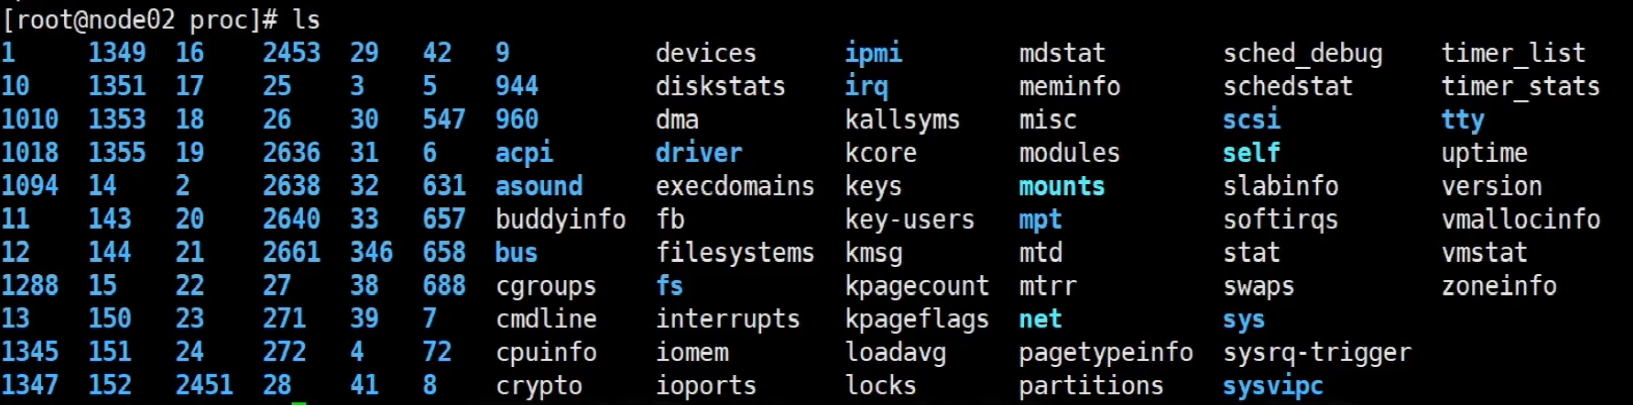 [root@node02 proc]# ls
1 1349 16 2453 29 42 9 devices ipmi mdstat sched_debug timer_list
10 1351 17 25 3 5 944 diskstats irq meminfo schedstat timer_stats
1010 1353 18 26 30 547 960 dma kallsyms misc scsi tty
1018 1355 19 2636 31 6 acpi driver kcore modules self uptime
1094 14 2 2638 32 631 asound execdomains keys mounts slabinfo version
11 143 20 2640 33 657 buddyinfo fb key-users mpt softirqs vmallocinfo
12 144 21 2661 346 658 bus filesystems kmsg mtd stat vmstat
1288 15 22 27 38 688 cgroups fs kpagecount mtrr swaps zoneinfo
13 150 23 271 39 7 cmdline interrupts kpageflags net sys
1345 151 24 272 4 72 cpuinfo iomem loadavg pagetypeinfo sysrq-trigger
1347 152 2451 28 41 8 crypto ioports locks partitions sysvipc